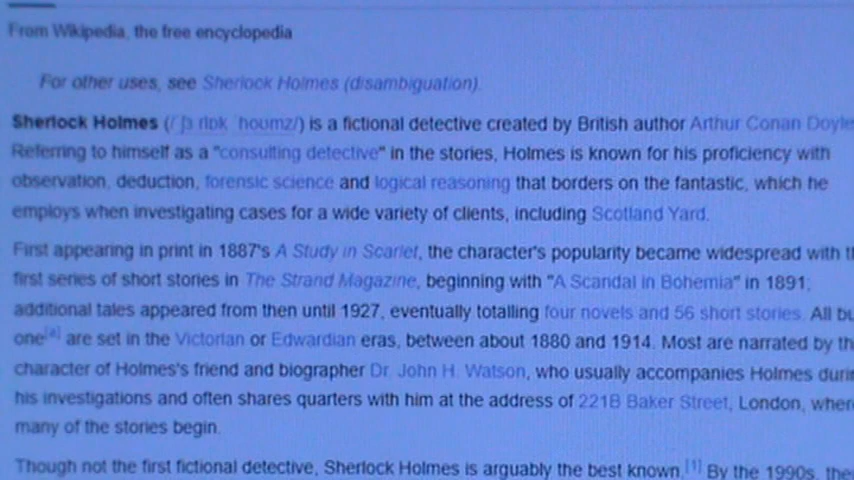 From Wikipedia, the free encyclopedia
For other uses, see Sherlock Holmes (disambiguation).
Sherlock Holmes (/ˈʃɜːrlɒk ˈhoʊmz/) is a fictional detective created by British author Arthur Conan Doyle
Referring to himself as a "consulting detective" in the stories, Holmes is known for his proficiency with
observation, deduction, forensic science and logical reasoning that borders on the fantastic, which he
employs when investigating cases for a wide variety of clients, including Scotland Yard.
First appearing in print in 1887's A Study in Scarlet, the character's popularity became widespread with th
first series of short stories in The Strand Magazine, beginning with "A Scandal in Bohemia" in 1891;
additional tales appeared from then until 1927, eventually totalling four novels and 56 short stories. All bu
one[a] are set in the Victorian or Edwardian eras, between about 1880 and 1914. Most are narrated by th
character of Holmes's friend and biographer Dr. John H. Watson, who usually accompanies Holmes durin
his investigations and often shares quarters with him at the address of 221B Baker Street, London, wher
many of the stories begin.
Though not the first fictional detective, Sherlock Holmes is arguably the best known.[1] By the 1990s, ther